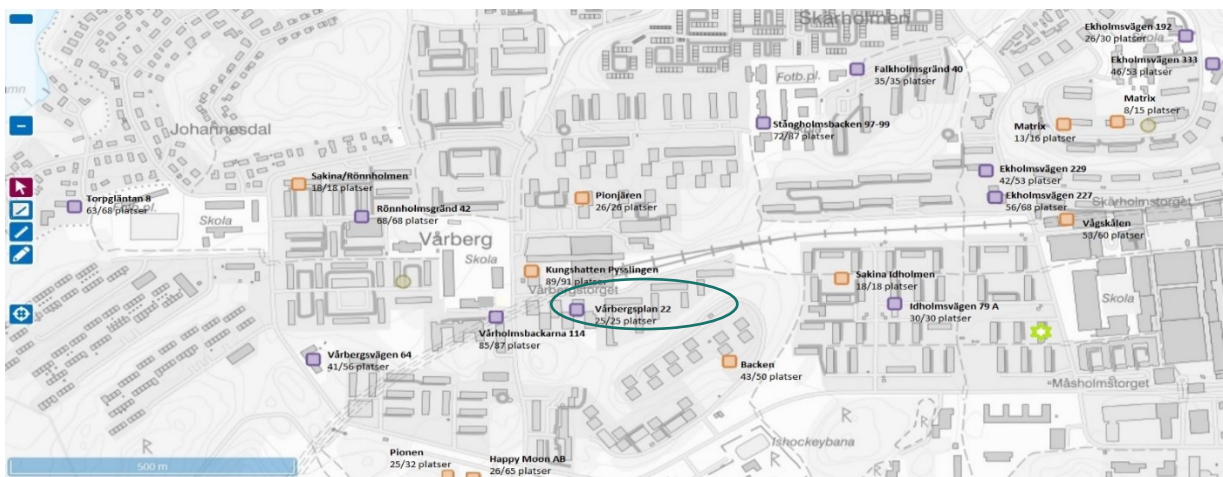 Skärholmen
Ekholmsvägen 192
26/30 platser
Skola
Ekholmsvägen 333
46/53 platser
Fotb.pl.
Falkholmsgränd 40
35/35 platser
Matrix
8/15 platser
Johannesdal
Stångholmsbacken 97-99
72/87 platser
Matrix
13/16 platser
Sakina/Rönnholmen
18/18 platser
Ekholmsvägen 229
42/53 platser
Torpgläntan 8
63/68 platser
Fotb.pl.
Skola
Rönnholmsgränd 42
68/68 platser
Pionjären
26/26 platser
Ekholmsvägen 227
56/68 platser
Skärholmstorget
Vågskålen
53/60 platser
Vårberg
Skola
Kungshatten Pysslingen
89/91 platser
Vårbergstorget
Sakina Idholmen
18/18 platser
Skola
Vårbergsplan 22
25/25 platser
Idholmsvägen 79 A
30/30 platser
Vårholmsbackarna 114
85/87 platser
Vårbergsvägen 64
41/56 platser
Backen
43/50 platser
Måsholmstorget
Ishockeybana
Pionen
25/32 platser
Happy Moon AB
26/65 platser
500 m